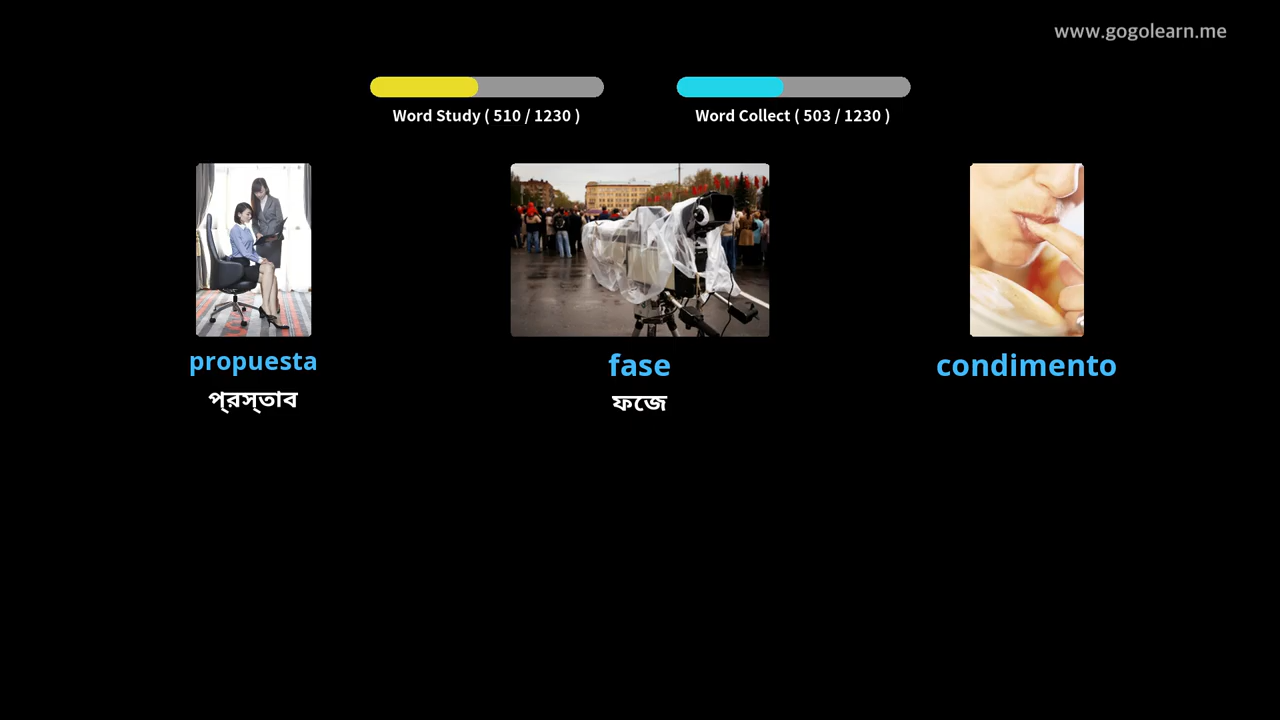 www.gogolearn.me
Word Study ( 510 / 1230 )
Word Collect ( 503 / 1230 )
propuesta
fase
condimento
প্রস্তাব
ফজে